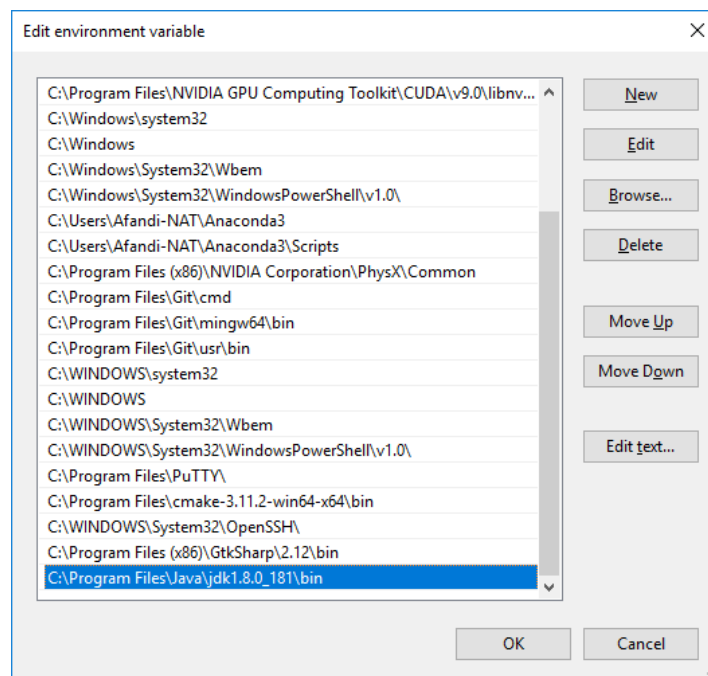 Edit environment variable
C:\Program Files\NVIDIA GPU Computing Toolkit\CUDA\v9.0\libnv...
C:\Windows\system32
C:\Windows
C:\Windows\System32\Wbem
C:\Windows\System32\WindowsPowerShell\v1.0\
C:\Users\Afandi-NAT\Anaconda3
C:\Users\Afandi-NAT\Anaconda3\Scripts
C:\Program Files (x86)\NVIDIA Corporation\PhysX\Common
C:\Program Files\Git\cmd
C:\Program Files\Git\mingw64\bin
C:\Program Files\Git\usr\bin
C:\WINDOWS\system32
C:\WINDOWS
C:\WINDOWS\System32\Wbem
C:\WINDOWS\System32\WindowsPowerShell\v1.0\
C:\Program Files\PuTTY\
C:\Program Files\cmake-3.11.2-win64-x64\bin
C:\WINDOWS\System32\OpenSSH\
C:\Program Files (x86)\GtkSharp\2.12\bin
C:\Program Files\Java\jdk1.8.0_181\bin
New
Edit
Browse...
Delete
Move Up
Move Down
Edit text...
OK
Cancel